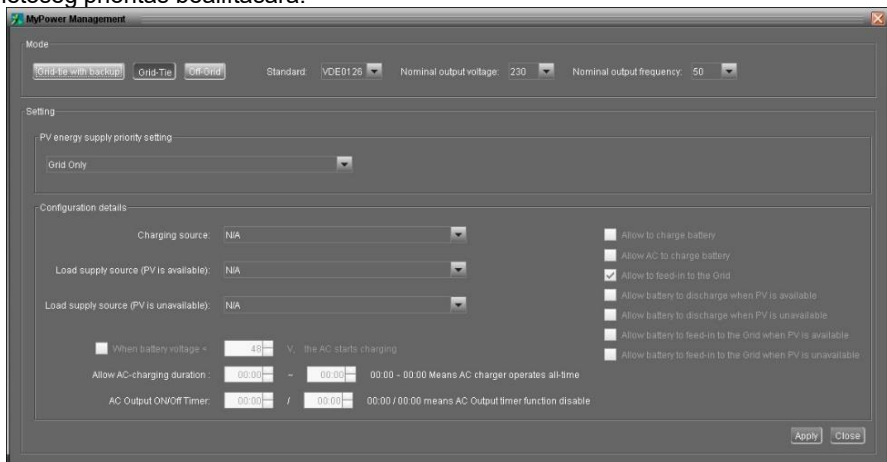 lehetőség prioritás beállítására.
MyPower Management
Mode
Grid-tie with backup Grid-Tie Off-Grid Standard: VDE0126 Nominal output voltage: 230 Nominal output frequency: 50
Setting
PV energy supply priority setting
Grid Only
Configuration details
Charging source: N/A
Load supply source (PV is available): N/A
Load supply source (PV is unavailable): N/A
Allow to charge battery
Allow AC to charge battery
Allow to feed-in to the Grid
Allow battery to discharge when PV is available
Allow battery to discharge when PV is unavailable
Allow battery to feed-in to the Grid when PV is available
Allow battery to feed-in to the Grid when PV is unavailable
When battery voltage < 48 V, the AC starts charging
Allow AC-charging duration : 00:00 ~ 00:00 00:00 ~ 00:00 Means AC charger operates all-time
AC Output ON/Off Timer: 00:00 / 00:00 00:00 / 00:00 means AC Output timer function disable
Apply Close